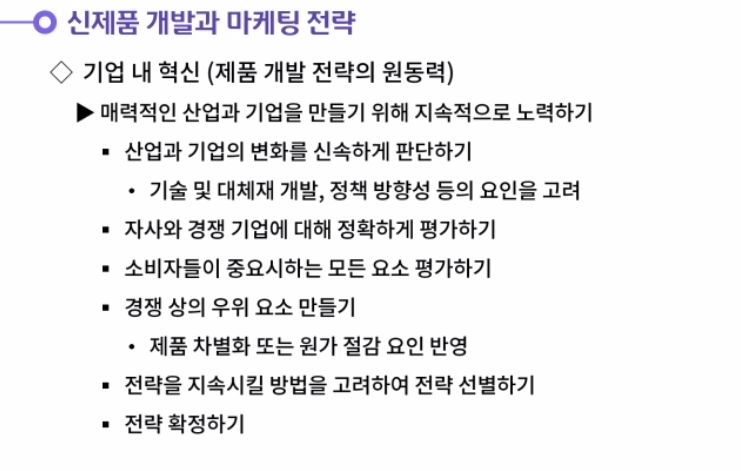 신제품 개발과 마케팅 전략
◇ 기업 내 혁신 (제품 개발 전략의 원동력)
▶ 매력적인 산업과 기업을 만들기 위해 지속적으로 노력하기
▪ 산업과 기업의 변화를 신속하게 판단하기
• 기술 및 대체재 개발, 정책 방향성 등의 요인을 고려
▪ 자사와 경쟁 기업에 대해 정확하게 평가하기
▪ 소비자들이 중요시하는 모든 요소 평가하기
▪ 경쟁 상의 우위 요소 만들기
• 제품 차별화 또는 원가 절감 요인 반영
▪ 전략을 지속시킬 방법을 고려하여 전략 선별하기
▪ 전략 확정하기